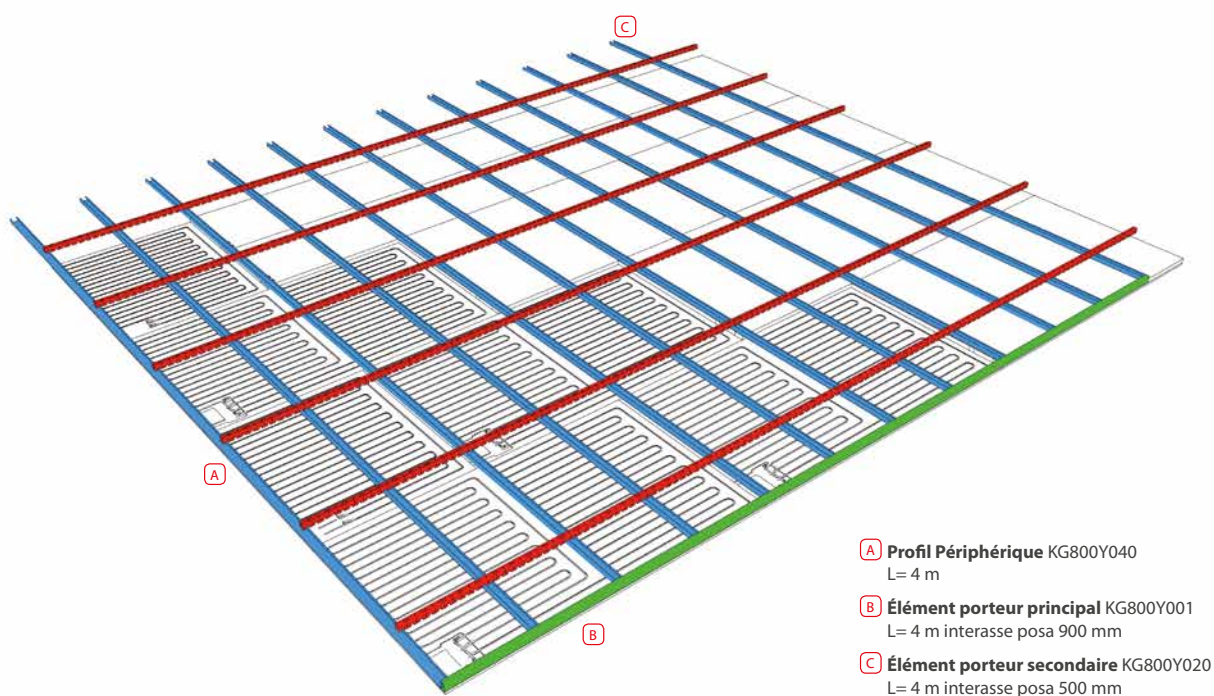 C
A
B
A Profil Périphérique KG800Y040
L= 4 m
B Élément porteur principal KG800Y001
L= 4 m interasse posa 900 mm
C Élément porteur secondaire KG800Y020
L= 4 m interasse posa 500 mm